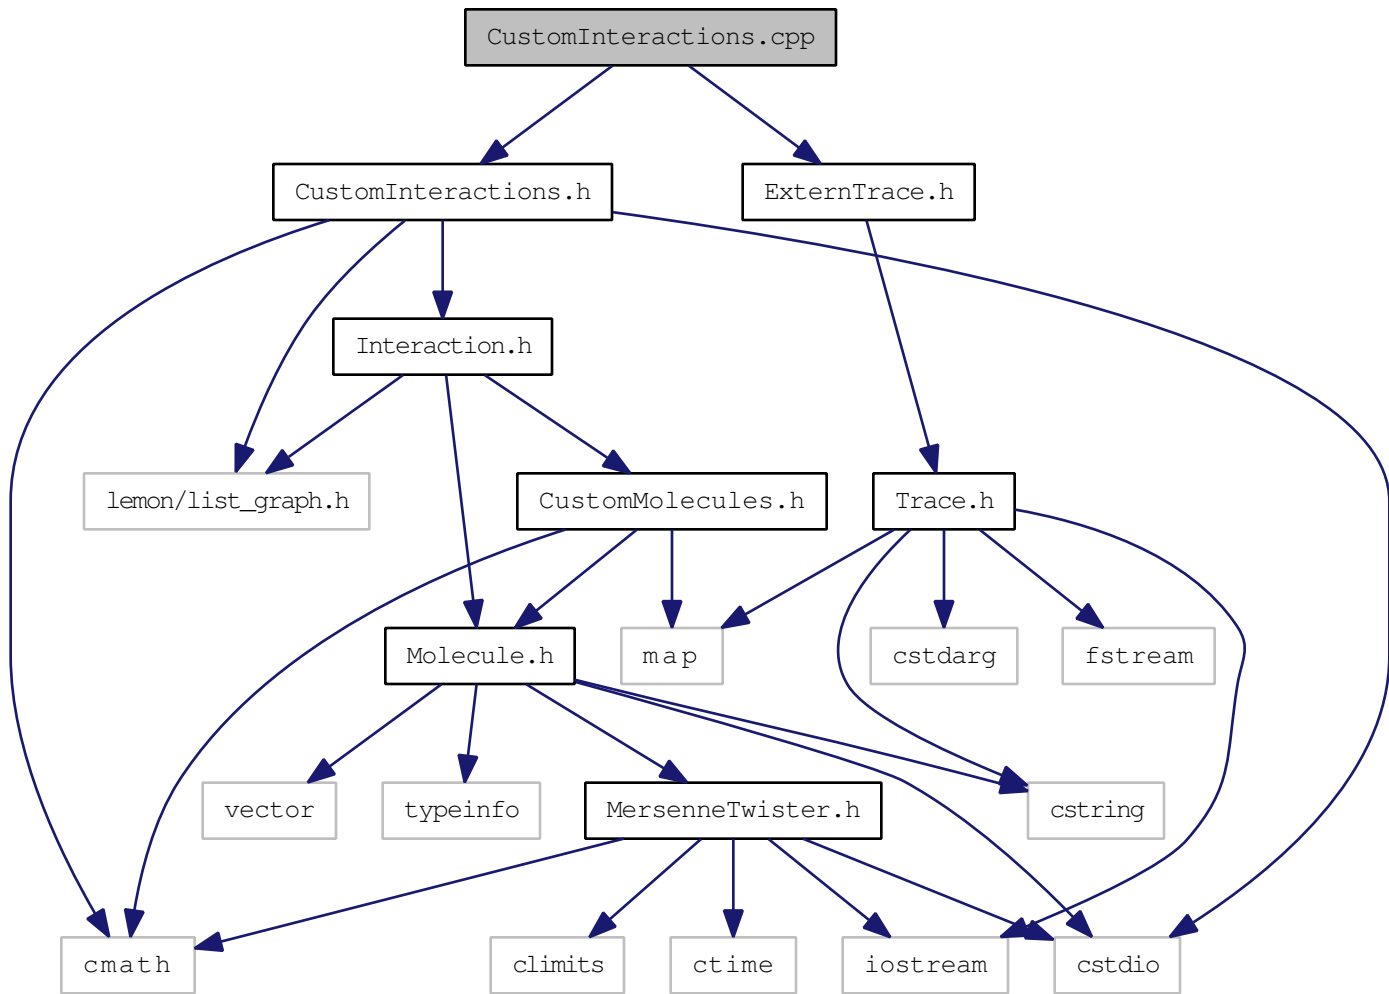 CustomInteractions.cpp
CustomInteractions.h
ExternTrace.h
Interaction.h
lemon/list_graph.h
CustomMolecules.h
Trace.h
Molecule.h
map
cstdarg
fstream
vector
typeinfo
MersenneTwister.h
cstring
cmath
climits
ctime
iostream
cstdio